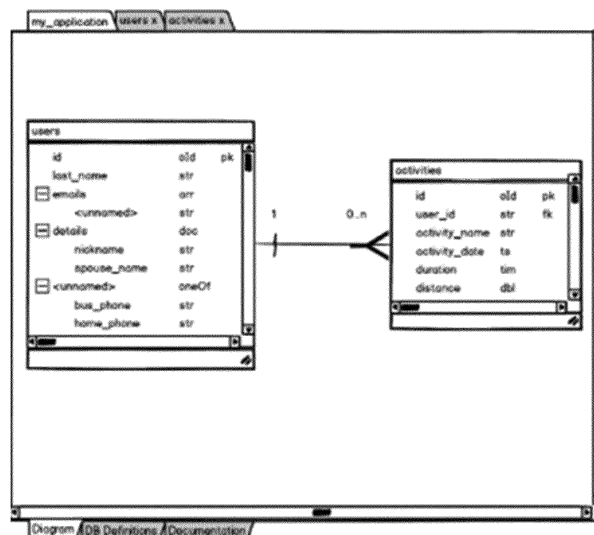 my_application users x activities x
users
id oId pk
last_name str
emails arr
<unnamed> str
details doc
nickname str
spouse_name str
<unnamed> oneOf
bus_phone str
home_phone str
1 0..n
activities
id oId pk
user_id str fk
activity_name str
activity_date ts
duration tim
distance dbl
Diagram DB Definitions Documentation